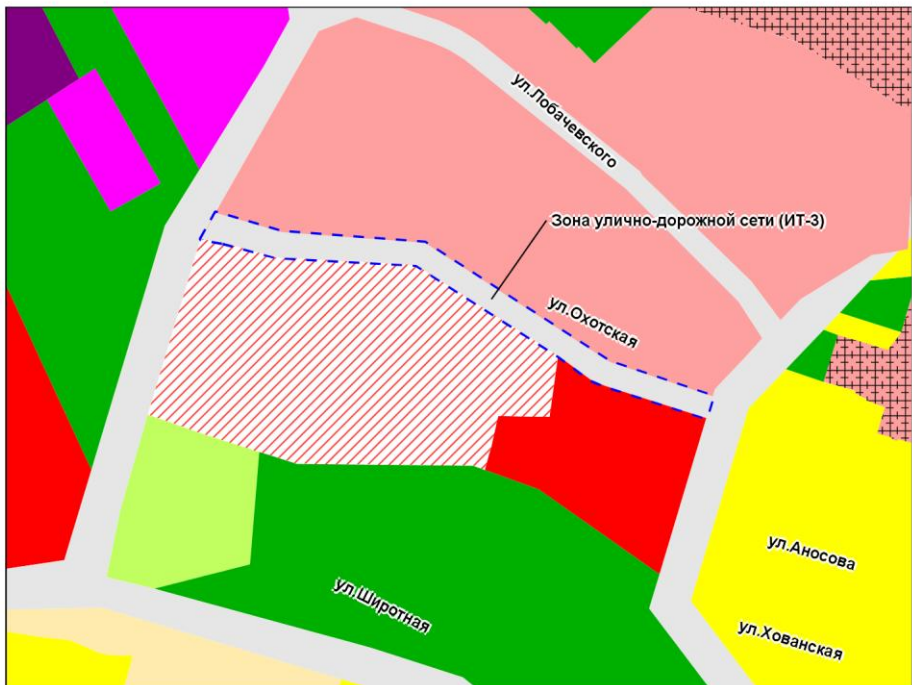 ул.Лобачевского
Зона улично-дорожной сети (ИТ-3)
ул.Охотская
ул.Аносова
ул.Широтная
ул.Хованская